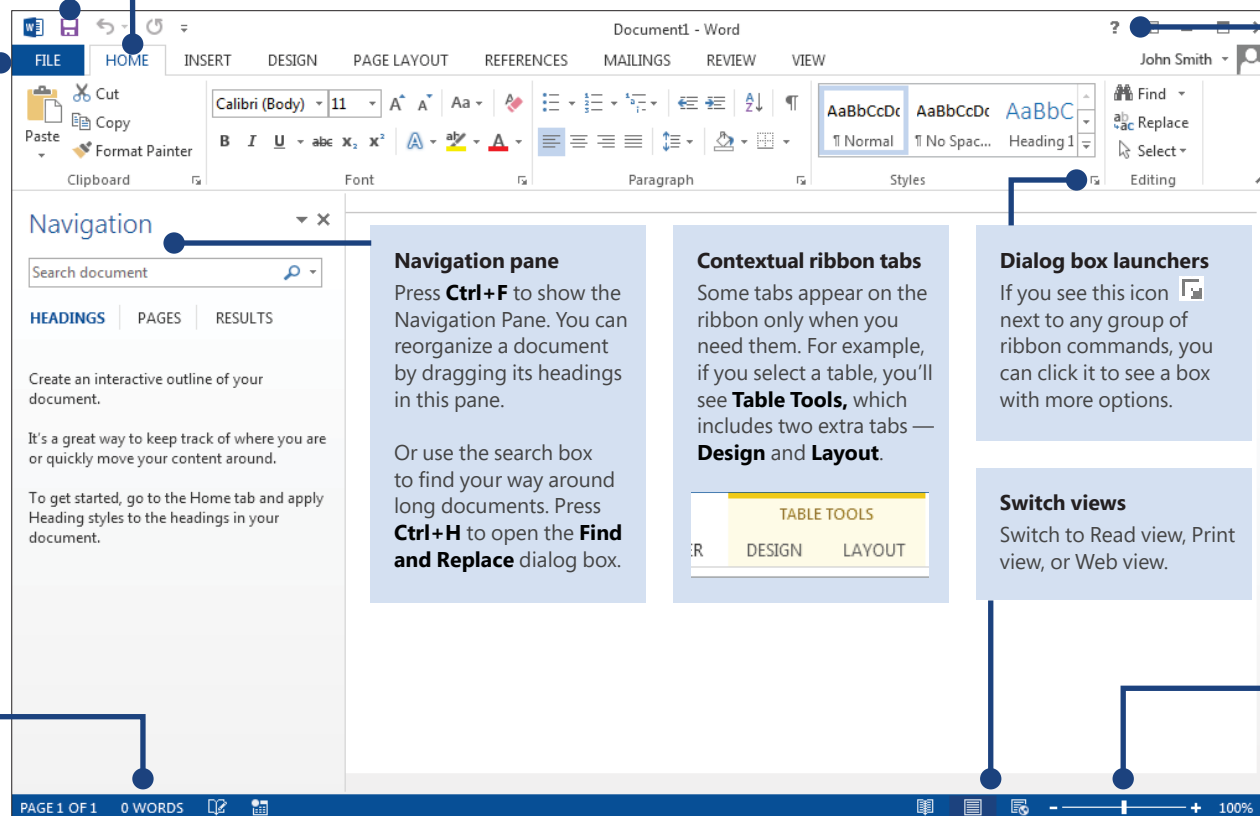 Document1 - Word
?
FILE HOME INSERT DESIGN PAGE LAYOUT REFERENCES MAILINGS REVIEW VIEW John Smith
Paste
Cut
Copy
Format Painter
Clipboard
Calibri (Body) 11 A A Aa
B I U abc X₂ X² A aby A
Font
Paragraph
AaBbCcDc AaBbCcDc AaBbC
¶ Normal ¶ No Spac... Heading 1
Styles
Find
Replace
Select
Editing
Navigation
Search document
HEADINGS PAGES RESULTS
Create an interactive outline of your
document.
It's a great way to keep track of where you are
or quickly move your content around.
To get started, go to the Home tab and apply
Heading styles to the headings in your
document.
Navigation pane
Press Ctrl+F to show the
Navigation Pane. You can
reorganize a document
by dragging its headings
in this pane.
Or use the search box
to find your way around
long documents. Press
Ctrl+H to open the Find
and Replace dialog box.
Contextual ribbon tabs
Some tabs appear on the
ribbon only when you
need them. For example,
if you select a table, you’ll
see Table Tools, which
includes two extra tabs —
Design and Layout.
TABLE TOOLS
ER DESIGN LAYOUT
Dialog box launchers
If you see this icon
next to any group of
ribbon commands, you
can click it to see a box
with more options.
Switch views
Switch to Read view, Print
view, or Web view.
PAGE 1 OF 1 0 WORDS - + 100%